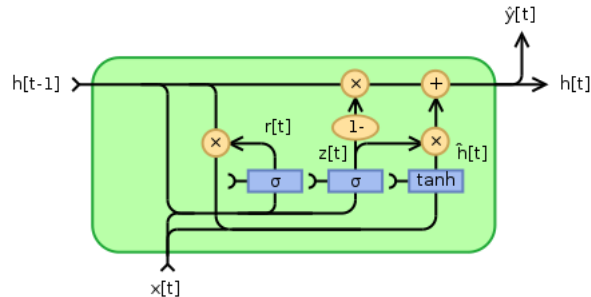 ŷ[t]
h[t-1]
×
+
h[t]
r[t]
1-
×
z[t]
×
ĥ[t]
σ
σ
tanh
x[t]